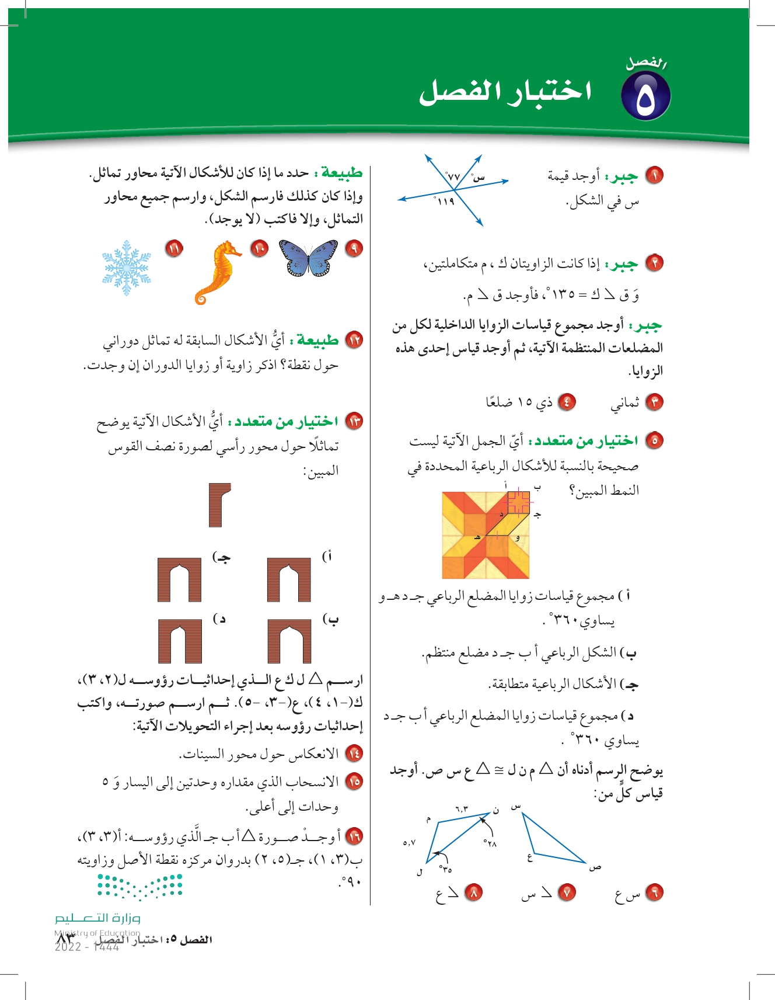 الفصل
٥
اختبار الفصل
١ جبر: أوجد قيمة
س في الشكل.
س°
٧٧°
١١٩°
٢ جبر: إذا كانت الزاويتان ك ، م متكاملتين،
وَ ق ∠ ك = ١٣٥°، فأوجد ق ∠ م.
جبر: أوجد مجموع قياسات الزوايا الداخلية لكل من
المضلعات المنتظمة الآتية، ثم أوجد قياس إحدى هذه
الزوايا.
٣ ثماني
٤ ذي ١٥ ضلعًا
٥ اختيار من متعدد: أيّ الجمل الآتية ليست
صحيحة بالنسبة للأشكال الرباعية المحددة في
النمط المبين؟
أ
ب
د
جـ
هـ
و
أ ) مجموع قياسات زوايا المضلع الرباعي جـ د هـ و
يساوي ٣٦٠° .
ب) الشكل الرباعي أ ب جـ د مضلع منتظم.
جـ) الأشكال الرباعية متطابقة.
د) مجموع قياسات زوايا المضلع الرباعي أ ب جـ د
يساوي ٣٦٠° .
يوضح الرسم أدناه أن △ م ن ل ≅ △ ع س ص. أوجد
قياس كلٍّ من:
س
ن
٦,٣
م
٥,٧
٢٨°
ع
٣٥°
ل
ص
٦ س ع
٧ ∠ س
٨ ∠ ع
طبيعة: حدد ما إذا كان للأشكال الآتية محاور تماثل.
وإذا كان كذلك فارسم الشكل، وارسم جميع محاور
التماثل، وإلا فاكتب (لا يوجد).
٩
١٠
١١
١٢ طبيعة: أيُّ الأشكال السابقة له تماثل دوراني
حول نقطة؟ اذكر زاوية أو زوايا الدوران إن وجدت.
١٣ اختيار من متعدد: أيُّ الأشكال الآتية يوضح
تماثلًا حول محور رأسي لصورة نصف القوس
المبين:
أ)
جـ)
ب)
د)
ارسم △ ل ك ع الذي إحداثيات رؤوسه ل(٢، ٣)،
ك(-١، ٤)، ع(-٣، -٥). ثم ارسم صورته، واكتب
إحداثيات رؤوسه بعد إجراء التحويلات الآتية:
١٤ الانعكاس حول محور السينات.
١٥ الانسحاب الذي مقداره وحدتين إلى اليسار وَ ٥
وحدات إلى أعلى.
١٦ أوجدْ صورة △ أ ب جـ الَّذي رؤوسه: أ(٣، ٣)،
ب(٣، ١)، جـ(٥، ٢) بدروان مركزه نقطة الأصل وزاويته
٩٠°.
وزارة التعليم
Ministry of Education
2022 - 1444
الفصل ٥: اختبار الفصل ٨٣